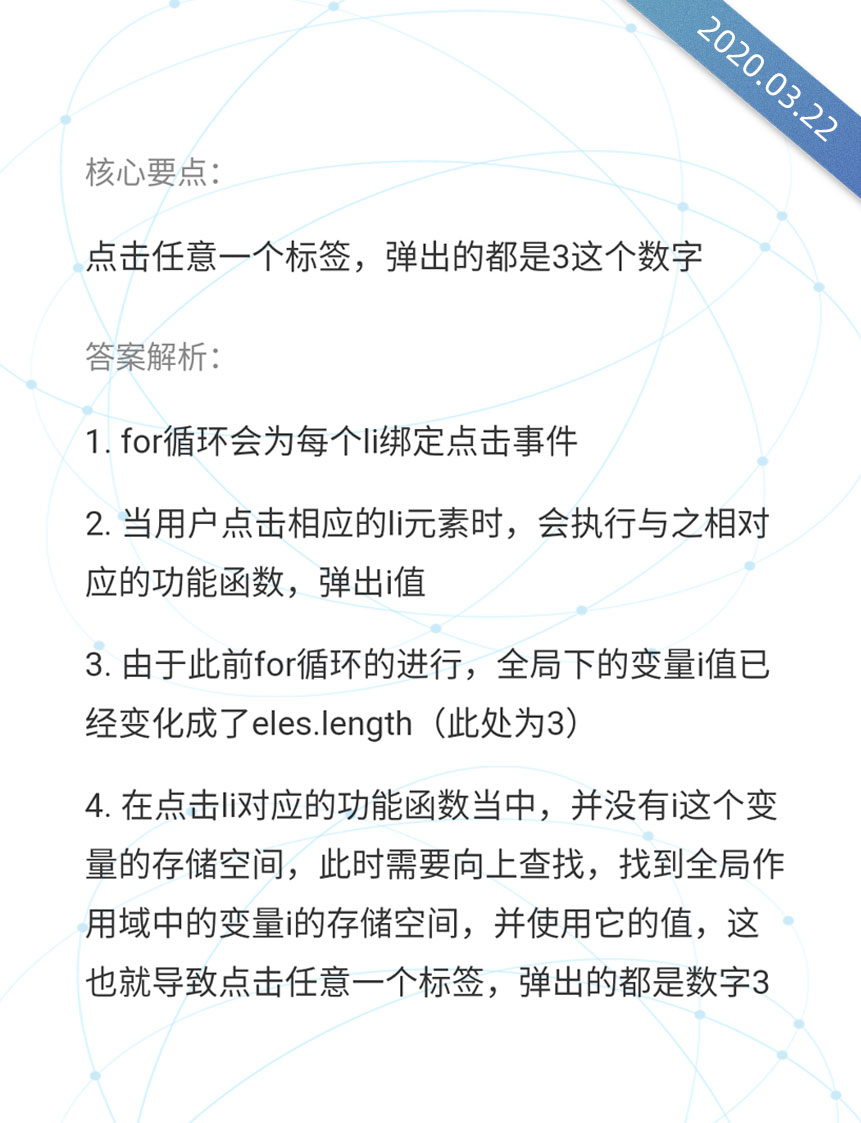 2020.03.22
核心要点：
点击任意一个标签，弹出的都是3这个数字
答案解析：
1. for循环会为每个li绑定点击事件
2. 当用户点击相应的li元素时，会执行与之相对
应的功能函数，弹出i值
3. 由于此前for循环的进行，全局下的变量i值已
经变化成了eles.length（此处为3）
4. 在点击li对应的功能函数当中，并没有i这个变
量的存储空间，此时需要向上查找，找到全局作
用域中的变量i的存储空间，并使用它的值，这
也就导致点击任意一个标签，弹出的都是数字3